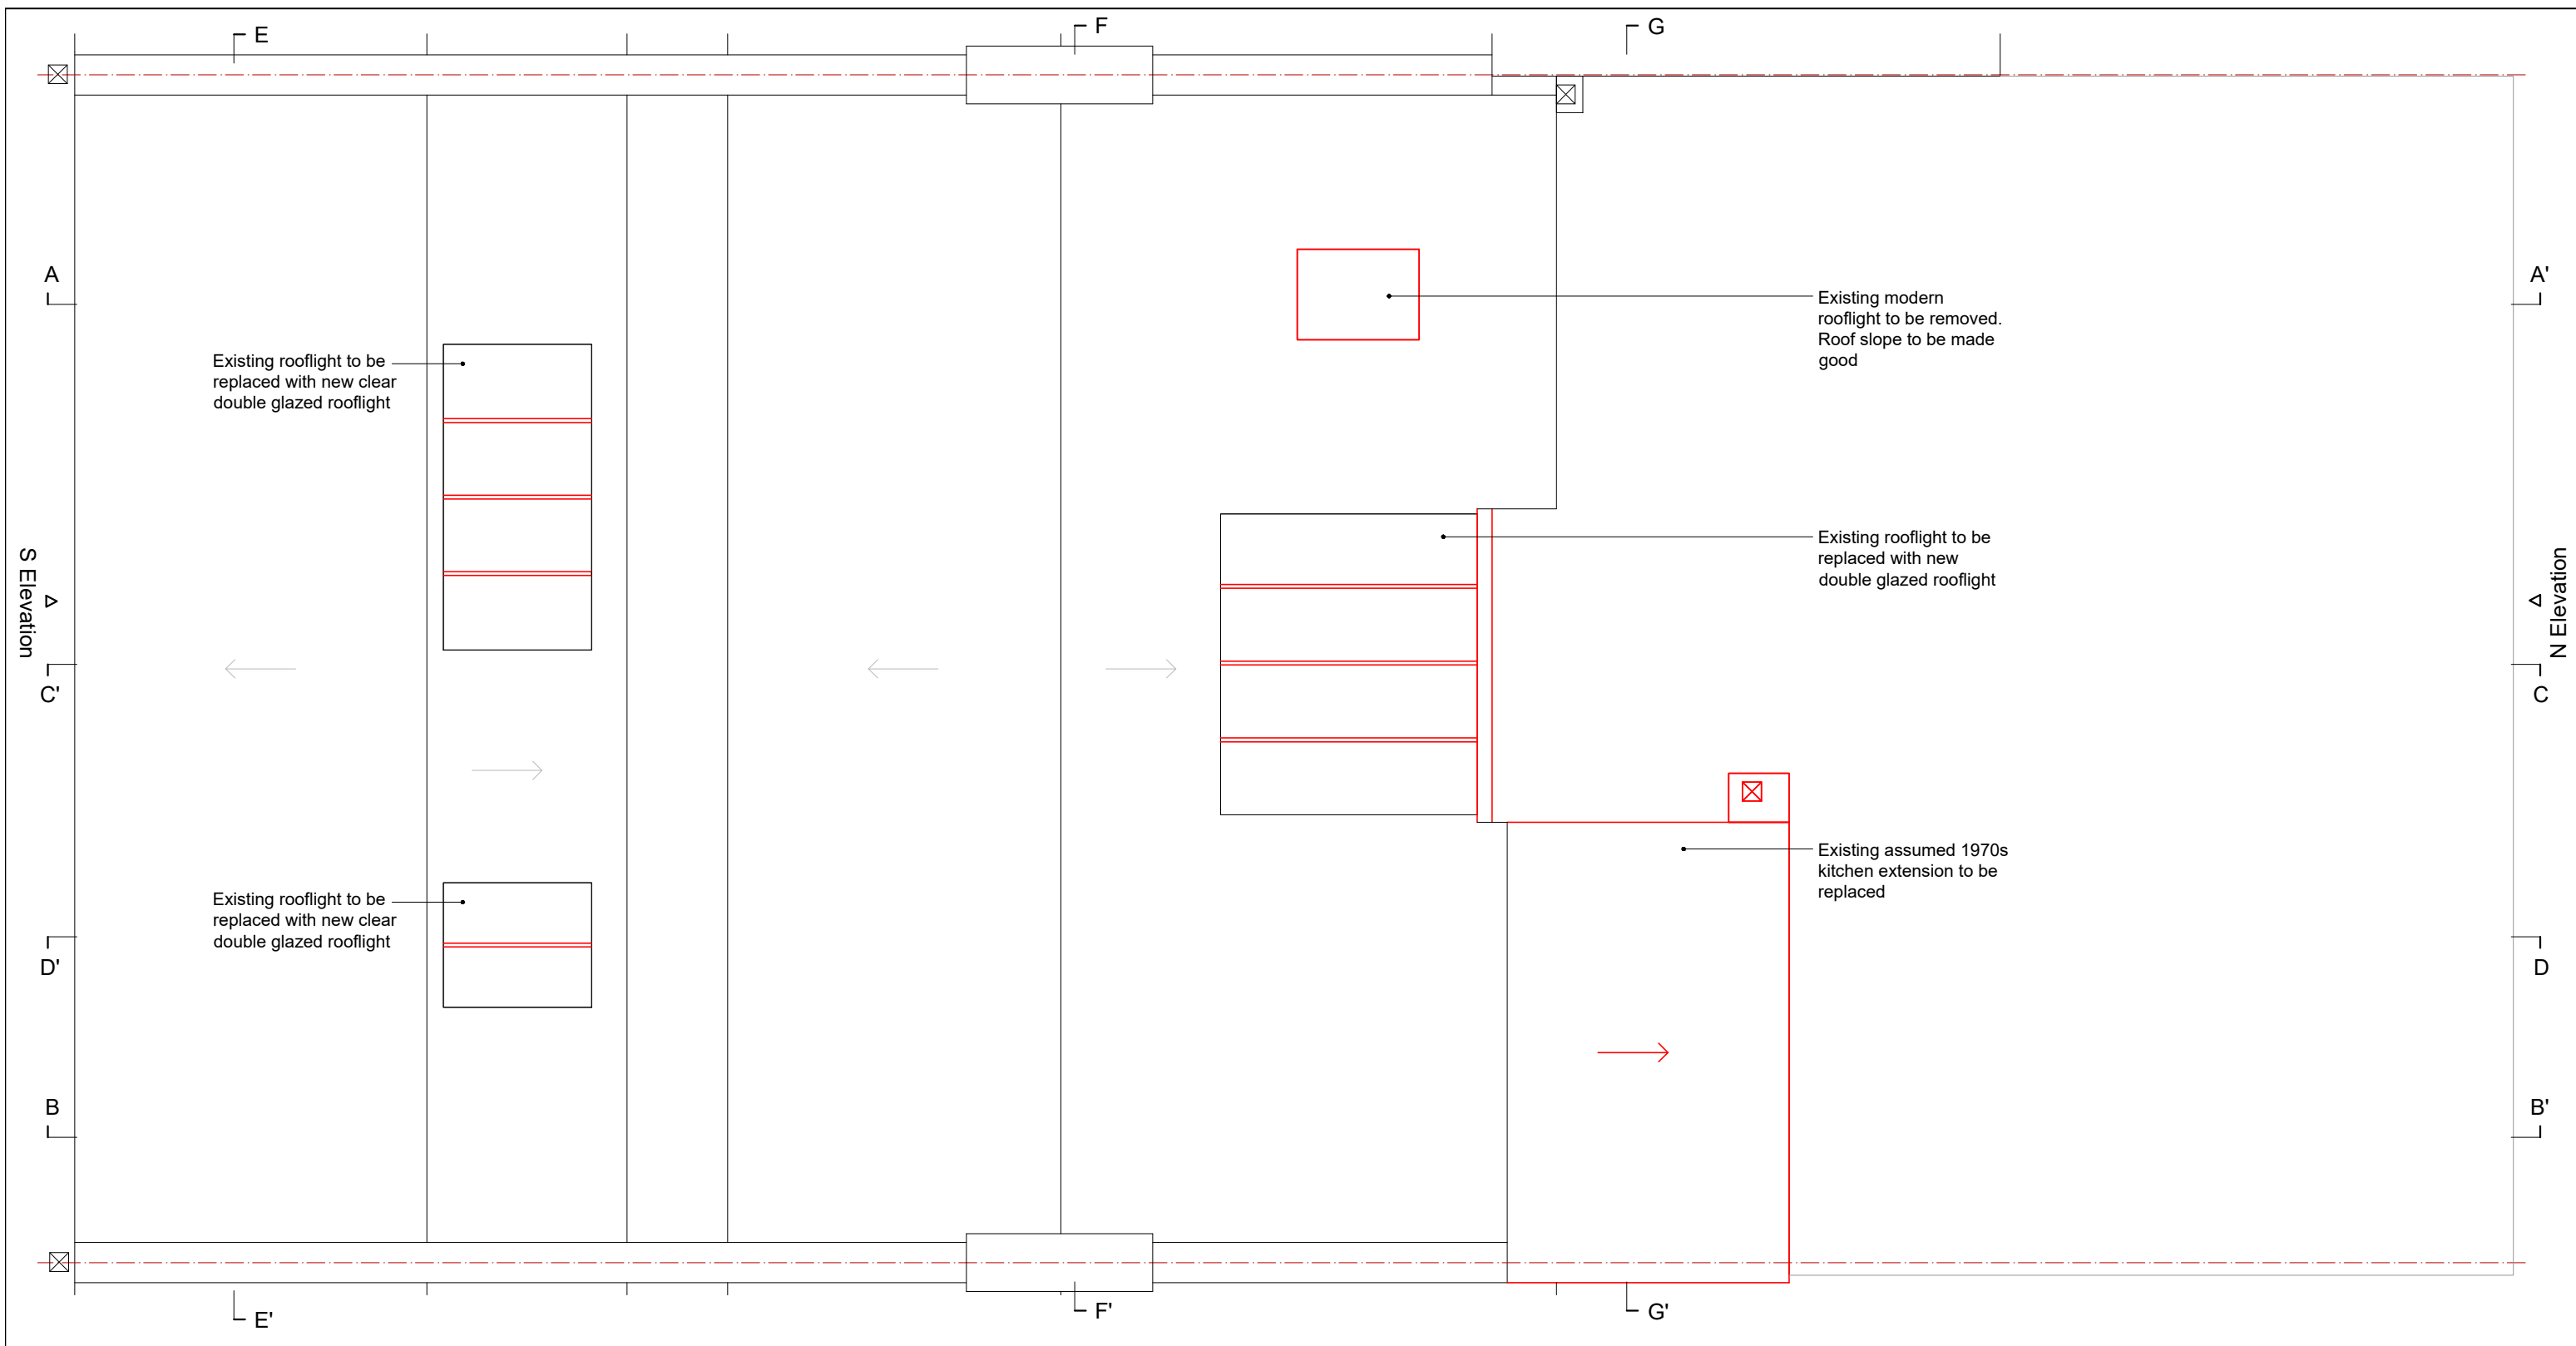 E
F
G
A
A'
Existing modern
rooflight to be removed.
Roof slope to be made
good
Existing rooflight to be
replaced with new clear
double glazed rooflight
Existing rooflight to be
replaced with new
double glazed rooflight
S Elevation
N Elevation
C'
C
Existing assumed 1970s
kitchen extension to be
replaced
Existing rooflight to be
replaced with new clear
double glazed rooflight
D'
D
B
B'
E'
F'
G'